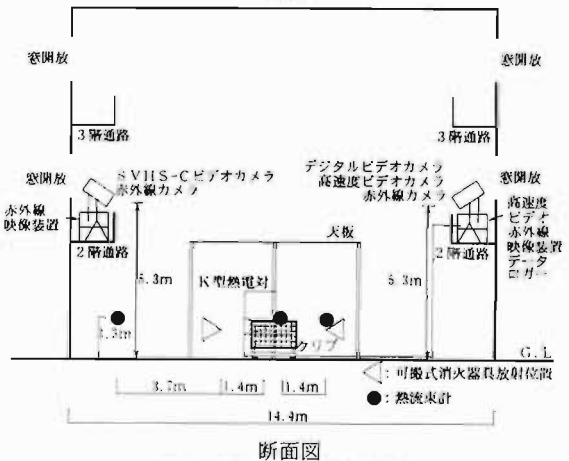 窓開放
窓開放
3階通路
3階通路
窓開放
SVHS-Cビデオカメラ
赤外線カメラ
デジタルビデオカメラ
高速度ビデオカメラ
赤外線カメラ
窓開放
赤外線
映像装置
高速度
ビデオ
赤外線
映像装置
データ
ロガー
2階通路
天板
2階通路
5.3m
K型熱電対
5.3m
1.5m
クリブ
G.L
◁：可搬式消火器具放射位置
3.7m
1.4m
1.4m
●：熱流束計
14.4m
断面図